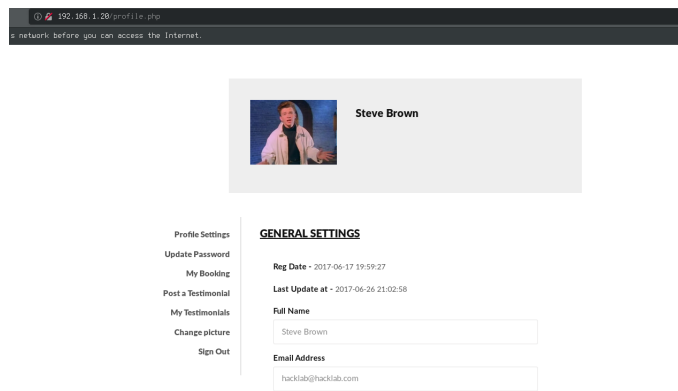 192.168.1.20/profile.php
s network before you can access the Internet.
Steve Brown
Profile Settings
Update Password
My Booking
Post a Testimonial
My Testimonials
Change picture
Sign Out
GENERAL SETTINGS
Reg Date - 2017-06-17 19:59:27
Last Update at - 2017-06-26 21:02:58
Full Name
Steve Brown
Email Address
hacklab@hacklab.com